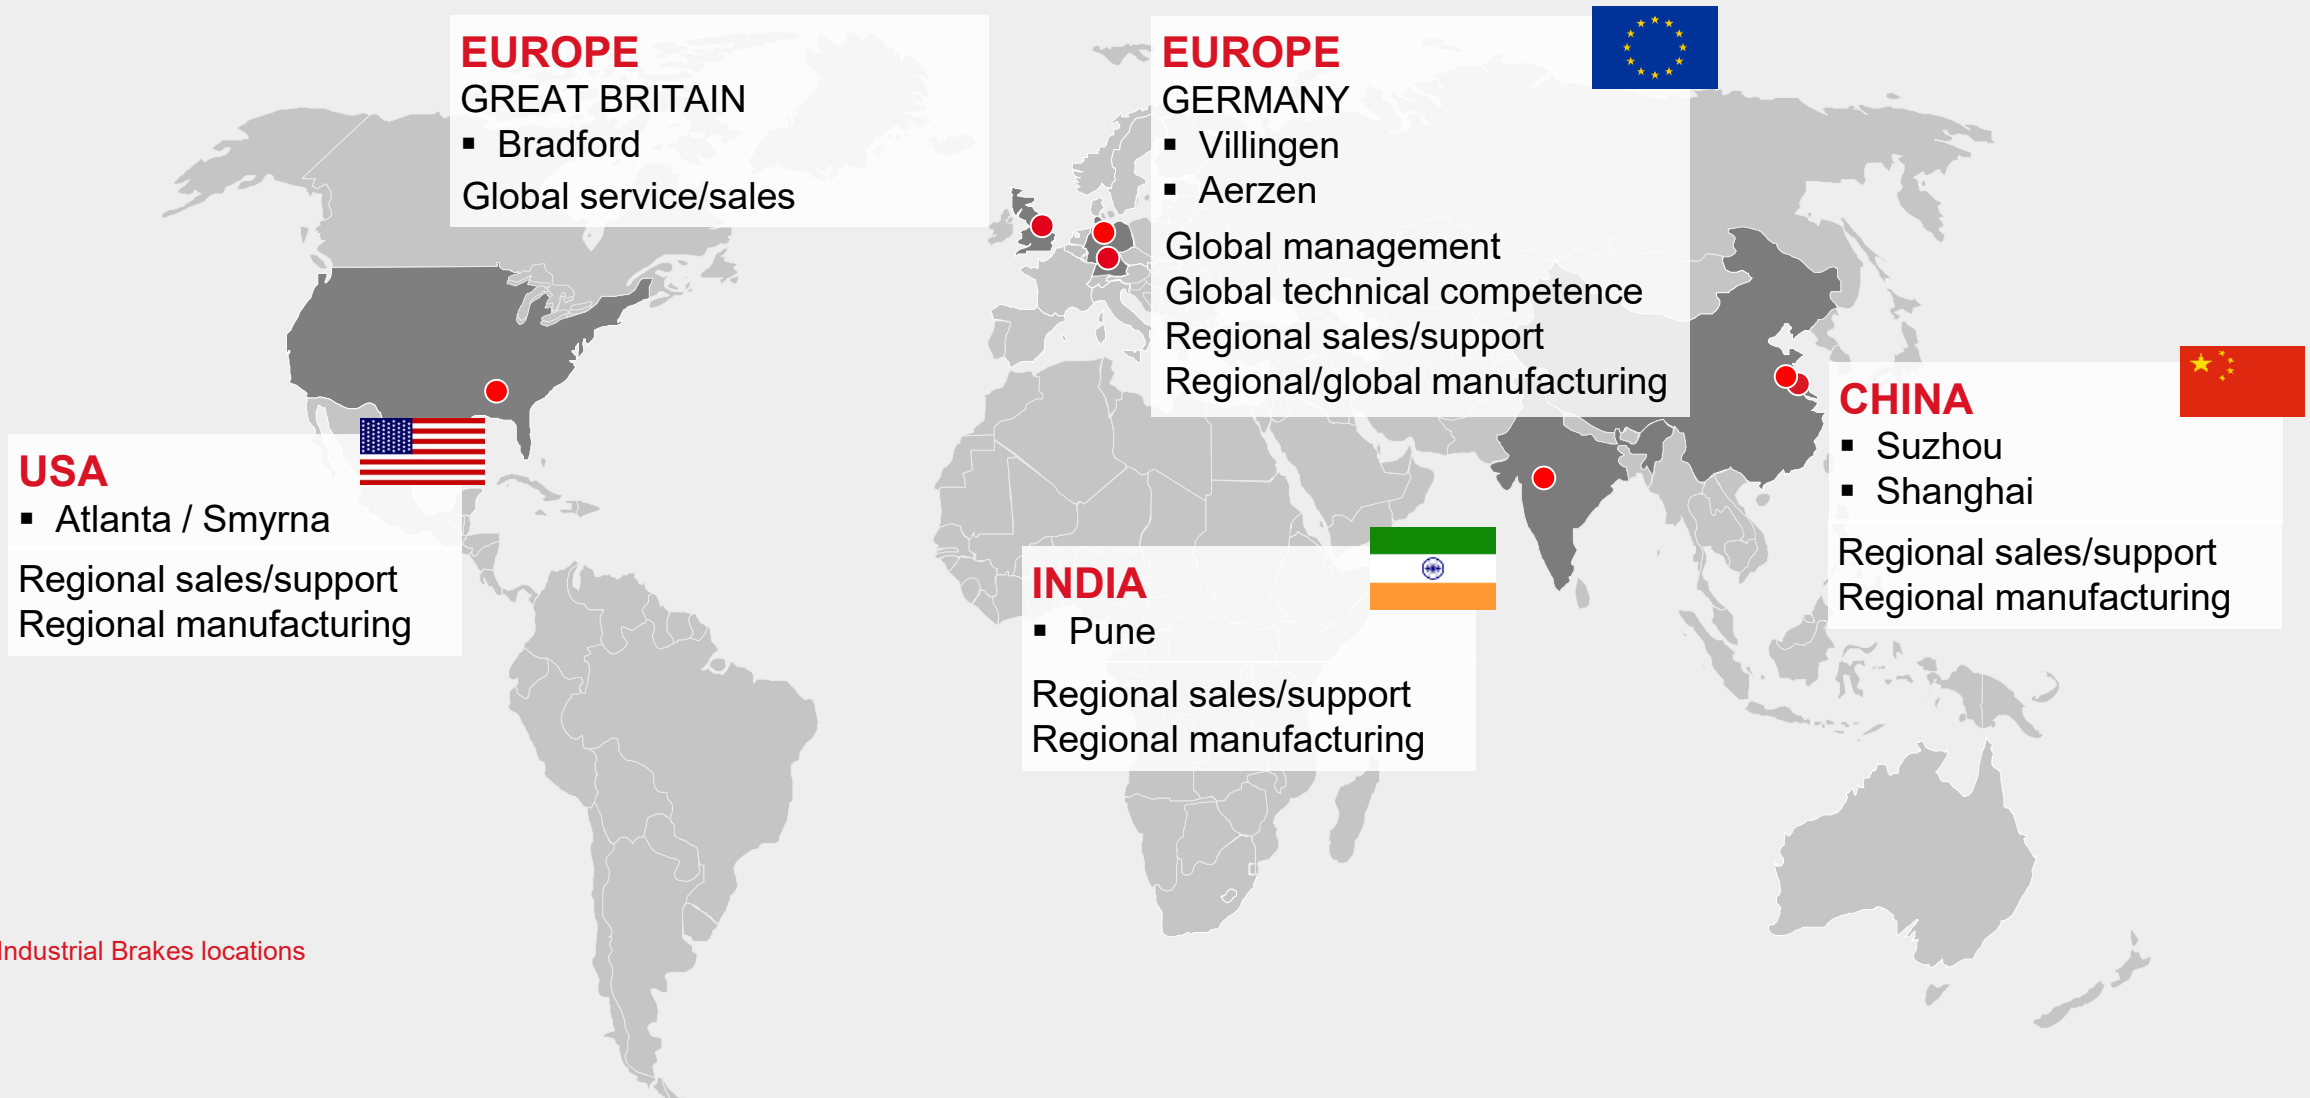 EUROPE
GREAT BRITAIN
▪ Bradford
Global service/sales
EUROPE
GERMANY
▪ Villingen
▪ Aerzen
Global management
Global technical competence
Regional sales/support
Regional/global manufacturing
USA
▪ Atlanta / Smyrna
Regional sales/support
Regional manufacturing
INDIA
▪ Pune
Regional sales/support
Regional manufacturing
CHINA
▪ Suzhou
▪ Shanghai
Regional sales/support
Regional manufacturing
Industrial Brakes locations